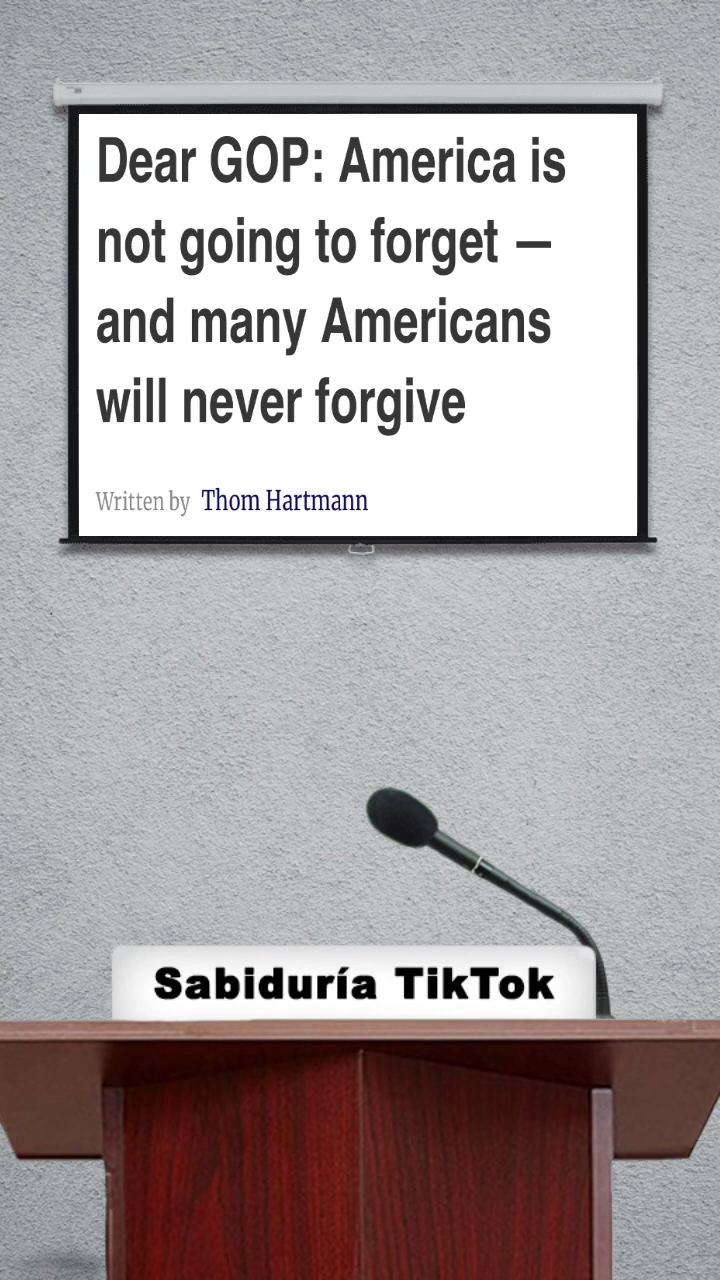 Dear GOP: America is
not going to forget —
and many Americans
will never forgive
Written by Thom Hartmann
Sabiduría TikTok